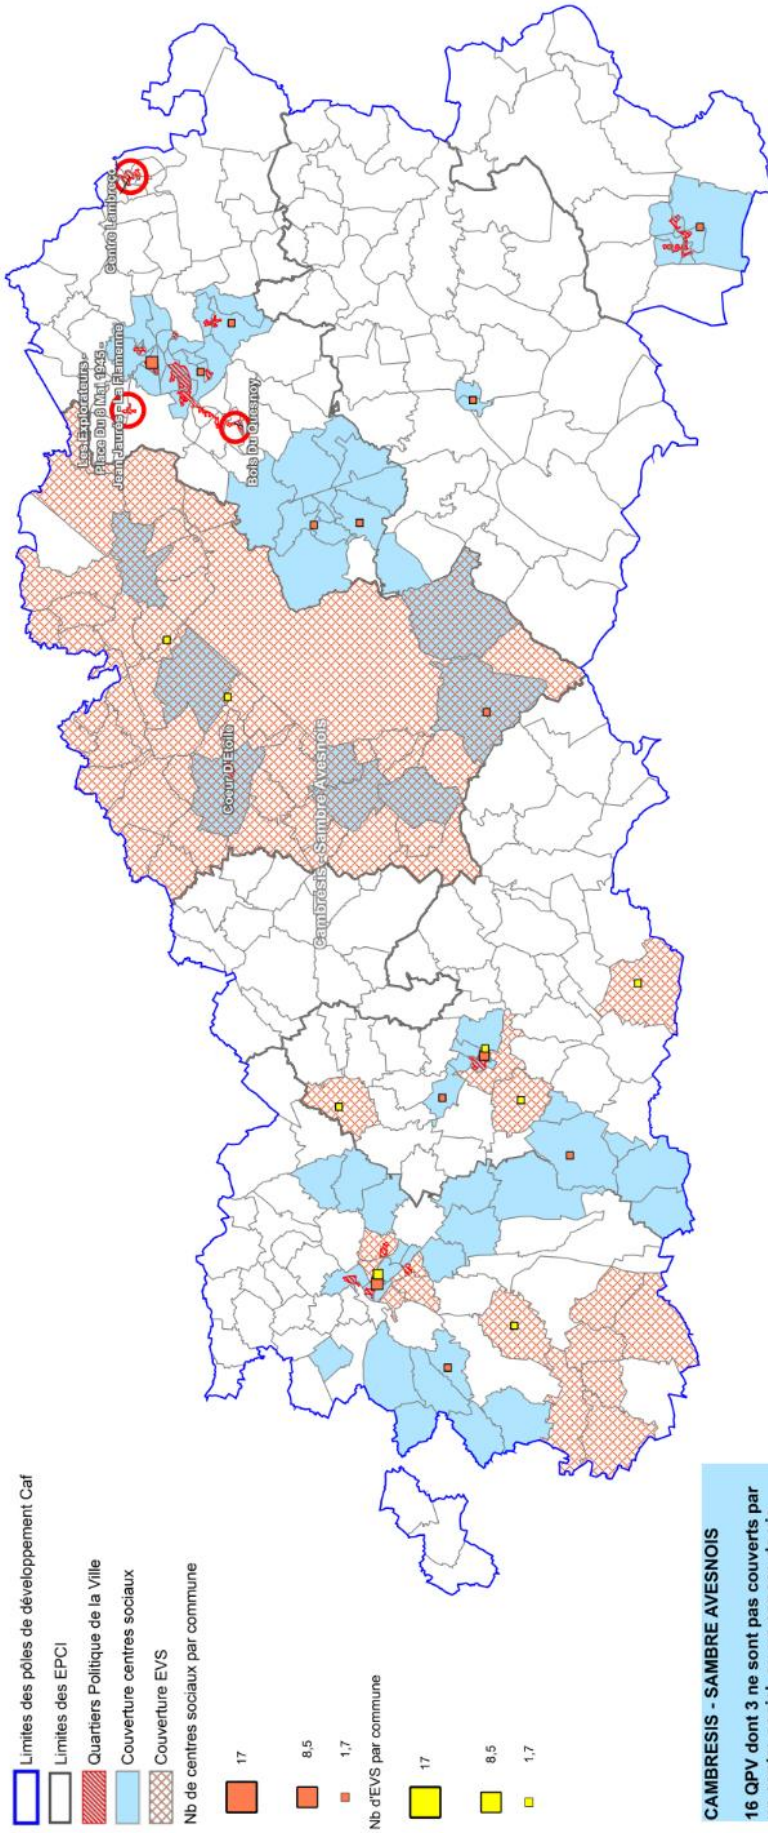 Limites des pôles de développement Caf
Limites des EPCI
Quartiers Politique de la Ville
Couverture centres sociaux
Couverture EVS
Nb de centres sociaux par commune
17
8,5
1,7
Nb d'EVS par commune
17
8,5
1,7
Centre Lambreco
Les Explorateurs -
Place Du 8 Mai 1945 -
Jean Jaurès - La Flamenne
Bois Du Quesnoy
Coeur D'Etoile
Cambrésis - Sambre Avesnois
CAMBRESIS - SAMBRE AVESNOIS
16 QPV dont 3 ne sont pas couverts par